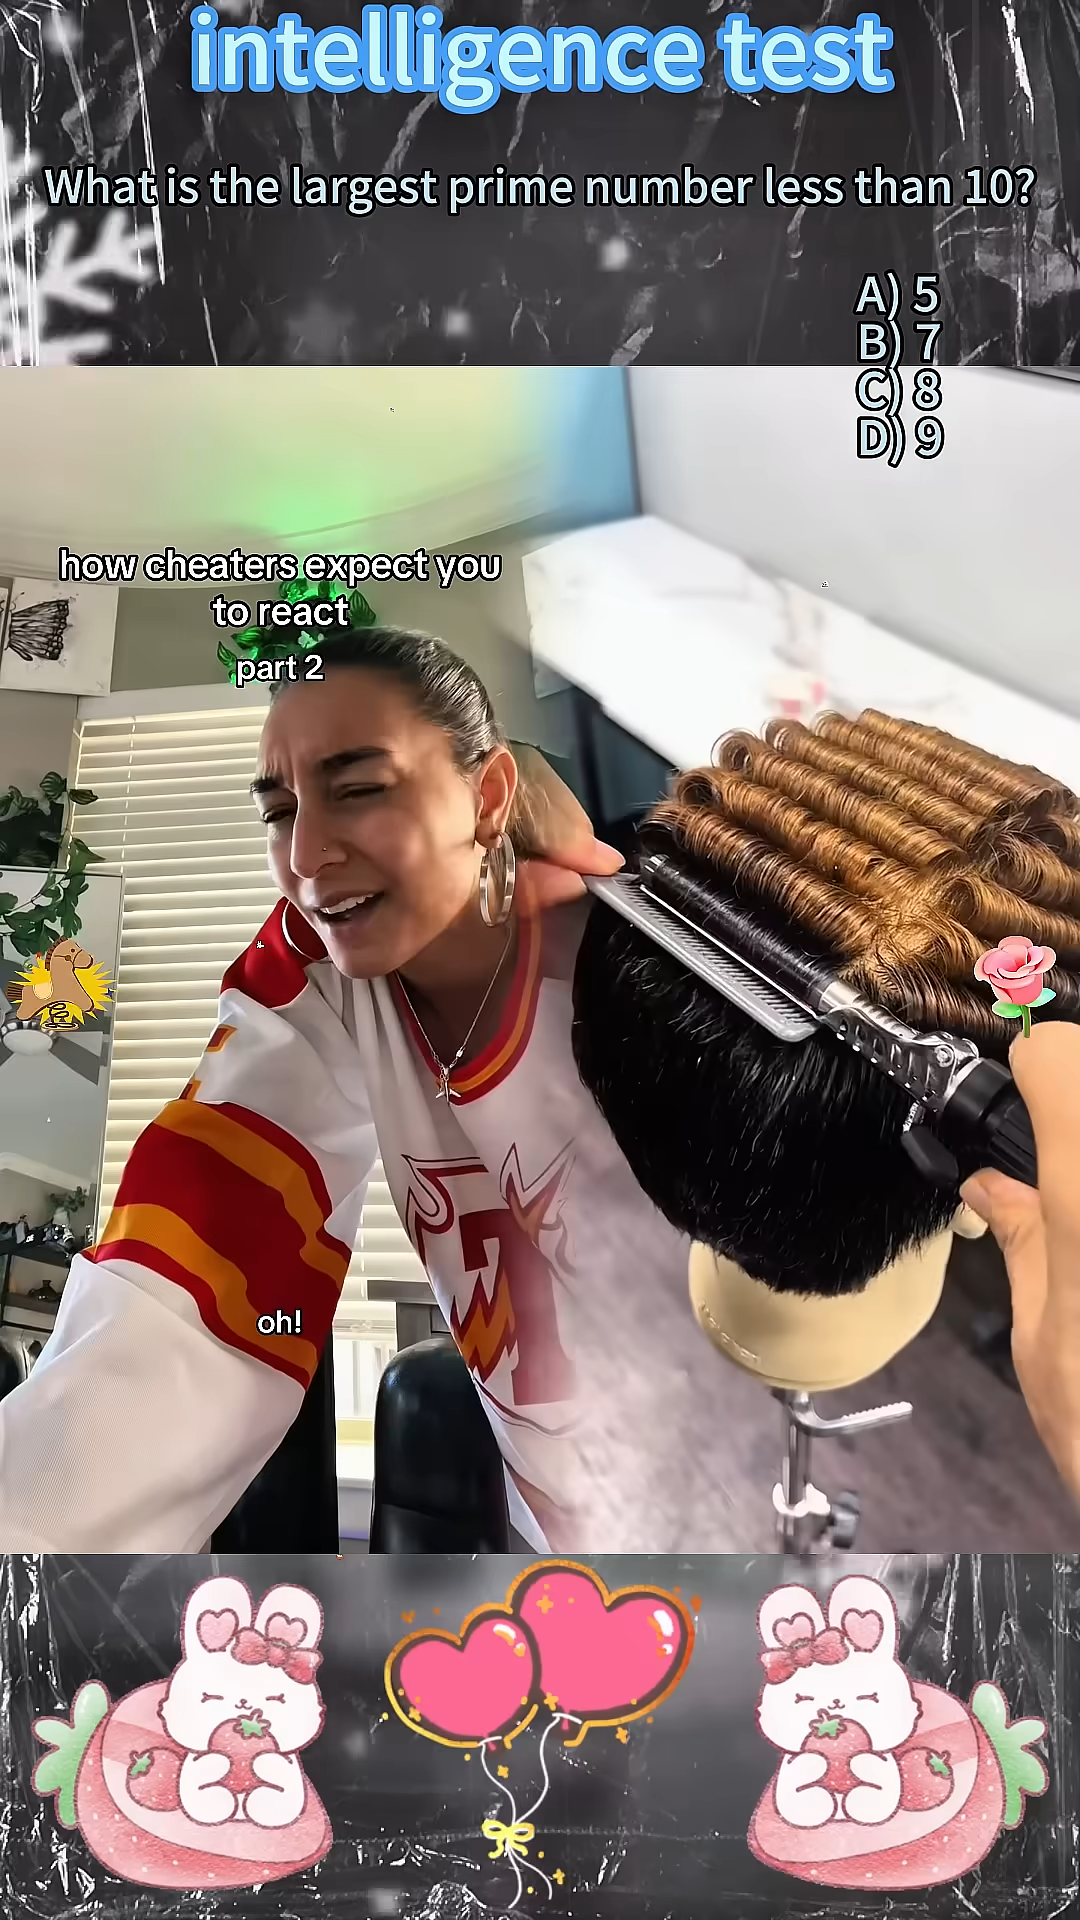 intelligence test
What is the largest prime number less than 10?
A) 5
B) 7
C) 8
D) 9
how cheaters expect you
to react
part 2
oh!